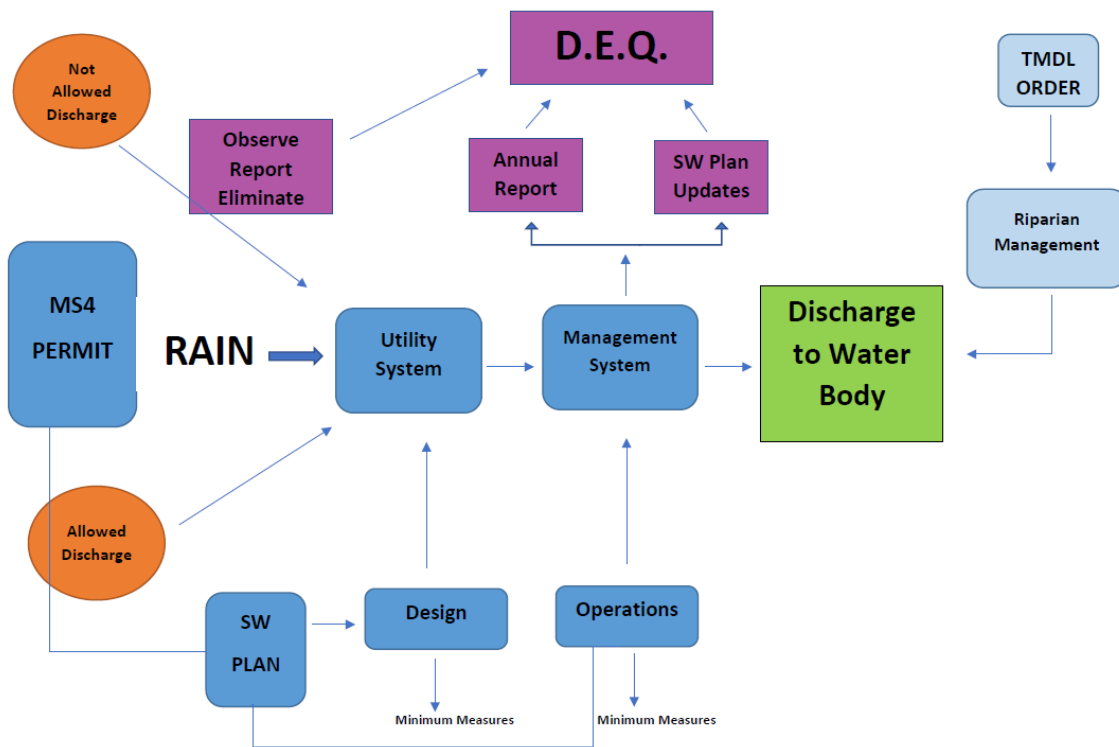 D.E.Q.
Not
Allowed
Discharge
TMDL
ORDER
Observe
Report
Eliminate
Annual
Report
SW Plan
Updates
Riparian
Management
MS4
PERMIT
RAIN
Utility
System
Management
System
Discharge
to Water
Body
Allowed
Discharge
SW
PLAN
Design
Operations
Minimum Measures
Minimum Measures